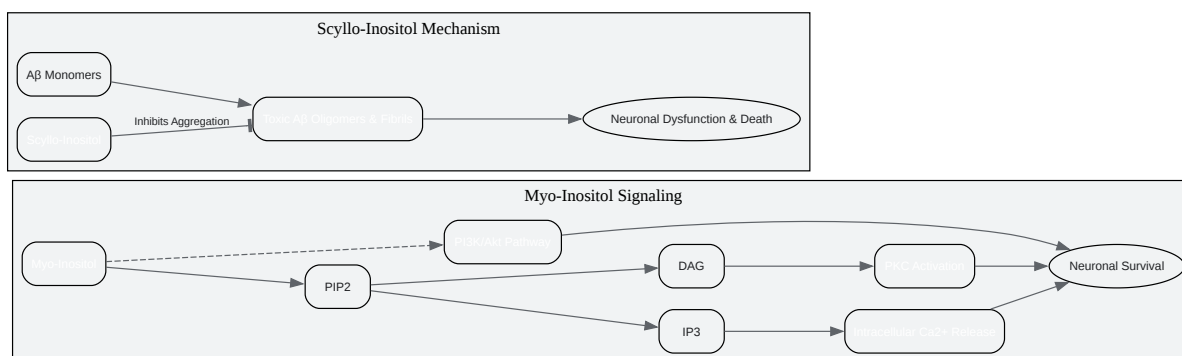 Scyllo-Inositol Mechanism
Aβ Monomers
Scyllo-Inositol
Inhibits Aggregation
Toxic Aβ Oligomers & Fibrils
Neuronal Dysfunction & Death
Myo-Inositol Signaling
Myo-Inositol
PI3K/Akt Pathway
PIP2
DAG
PKC Activation
Neuronal Survival
IP3
Intracellular Ca2+ Release